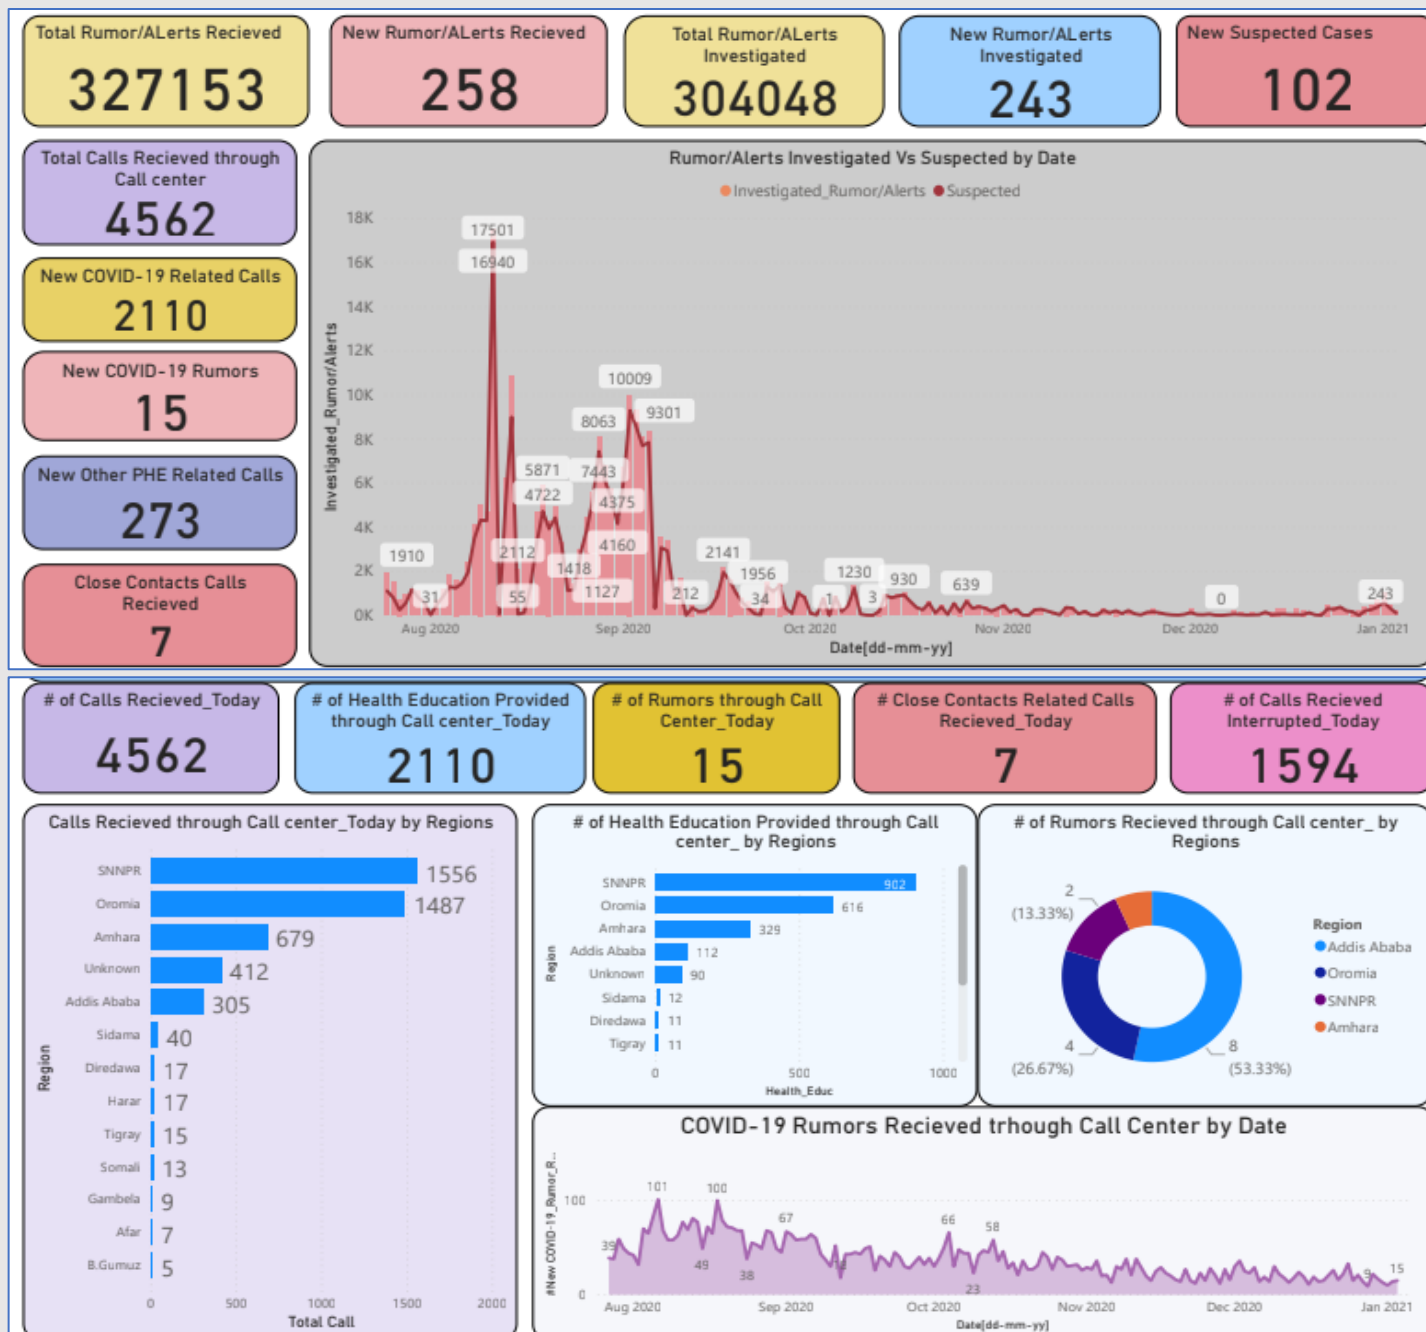 Total Rumor/ALerts Recieved
327153
New Rumor/ALerts Recieved
258
Total Rumor/ALerts
Investigated
304048
New Rumor/ALerts
Investigated
243
New Suspected Cases
102
Total Calls Recieved through
Call center
4562
New COVID-19 Related Calls
2110
New COVID-19 Rumors
15
New Other PHE Related Calls
273
Close Contacts Calls
Recieved
7
Rumor/Alerts Investigated Vs Suspected by Date
Investigated_Rumor/Alerts Suspected
Investigated_Rumor/Alerts
18K
16K
14K
12K
10K
8K
6K
4K
2K
0K
17501
16940
10009
9301
8063
5871
7443
4722
4375
2112
4160
1910
1418
2141
1956
1230
930
639
31
55
1127
212
34
1
3
0
243
Aug 2020 Sep 2020 Oct 2020 Nov 2020 Dec 2020 Jan 2021
Date[dd-mm-yy]
# of Calls Recieved_Today
4562
# of Health Education Provided
through Call center_Today
2110
# of Rumors through Call
Center_Today
15
# Close Contacts Related Calls
Recieved_Today
7
# of Calls Recieved
Interrupted_Today
1594
Calls Recieved through Call center_Today by Regions
Region
SNNPR 1556
Oromia 1487
Amhara 679
Unknown 412
Addis Ababa 305
Sidama 40
Diredawa 17
Harar 17
Tigray 15
Somali 13
Gambela 9
Afar 7
B.Gumuz 5
0 500 1000 1500 2000
Total Call
# of Health Education Provided through Call
center_ by Regions
Region
SNNPR 902
Oromia 616
Amhara 329
Addis Ababa 112
Unknown 90
Sidama 12
Diredawa 11
Tigray 11
0 500 1000
Health_Educ
# of Rumors Recieved through Call center_ by
Regions
2
(13.33%)
4
(26.67%)
8
(53.33%)
Region
Addis Ababa
Oromia
SNNPR
Amhara
COVID-19 Rumors Recieved trhough Call Center by Date
#New COVID-19_Rumor_R...
100
0
39
101
49
100
38
67
66
23
58
9
15
Aug 2020 Sep 2020 Oct 2020 Nov 2020 Dec 2020 Jan 2021
Date[dd-mm-yy]